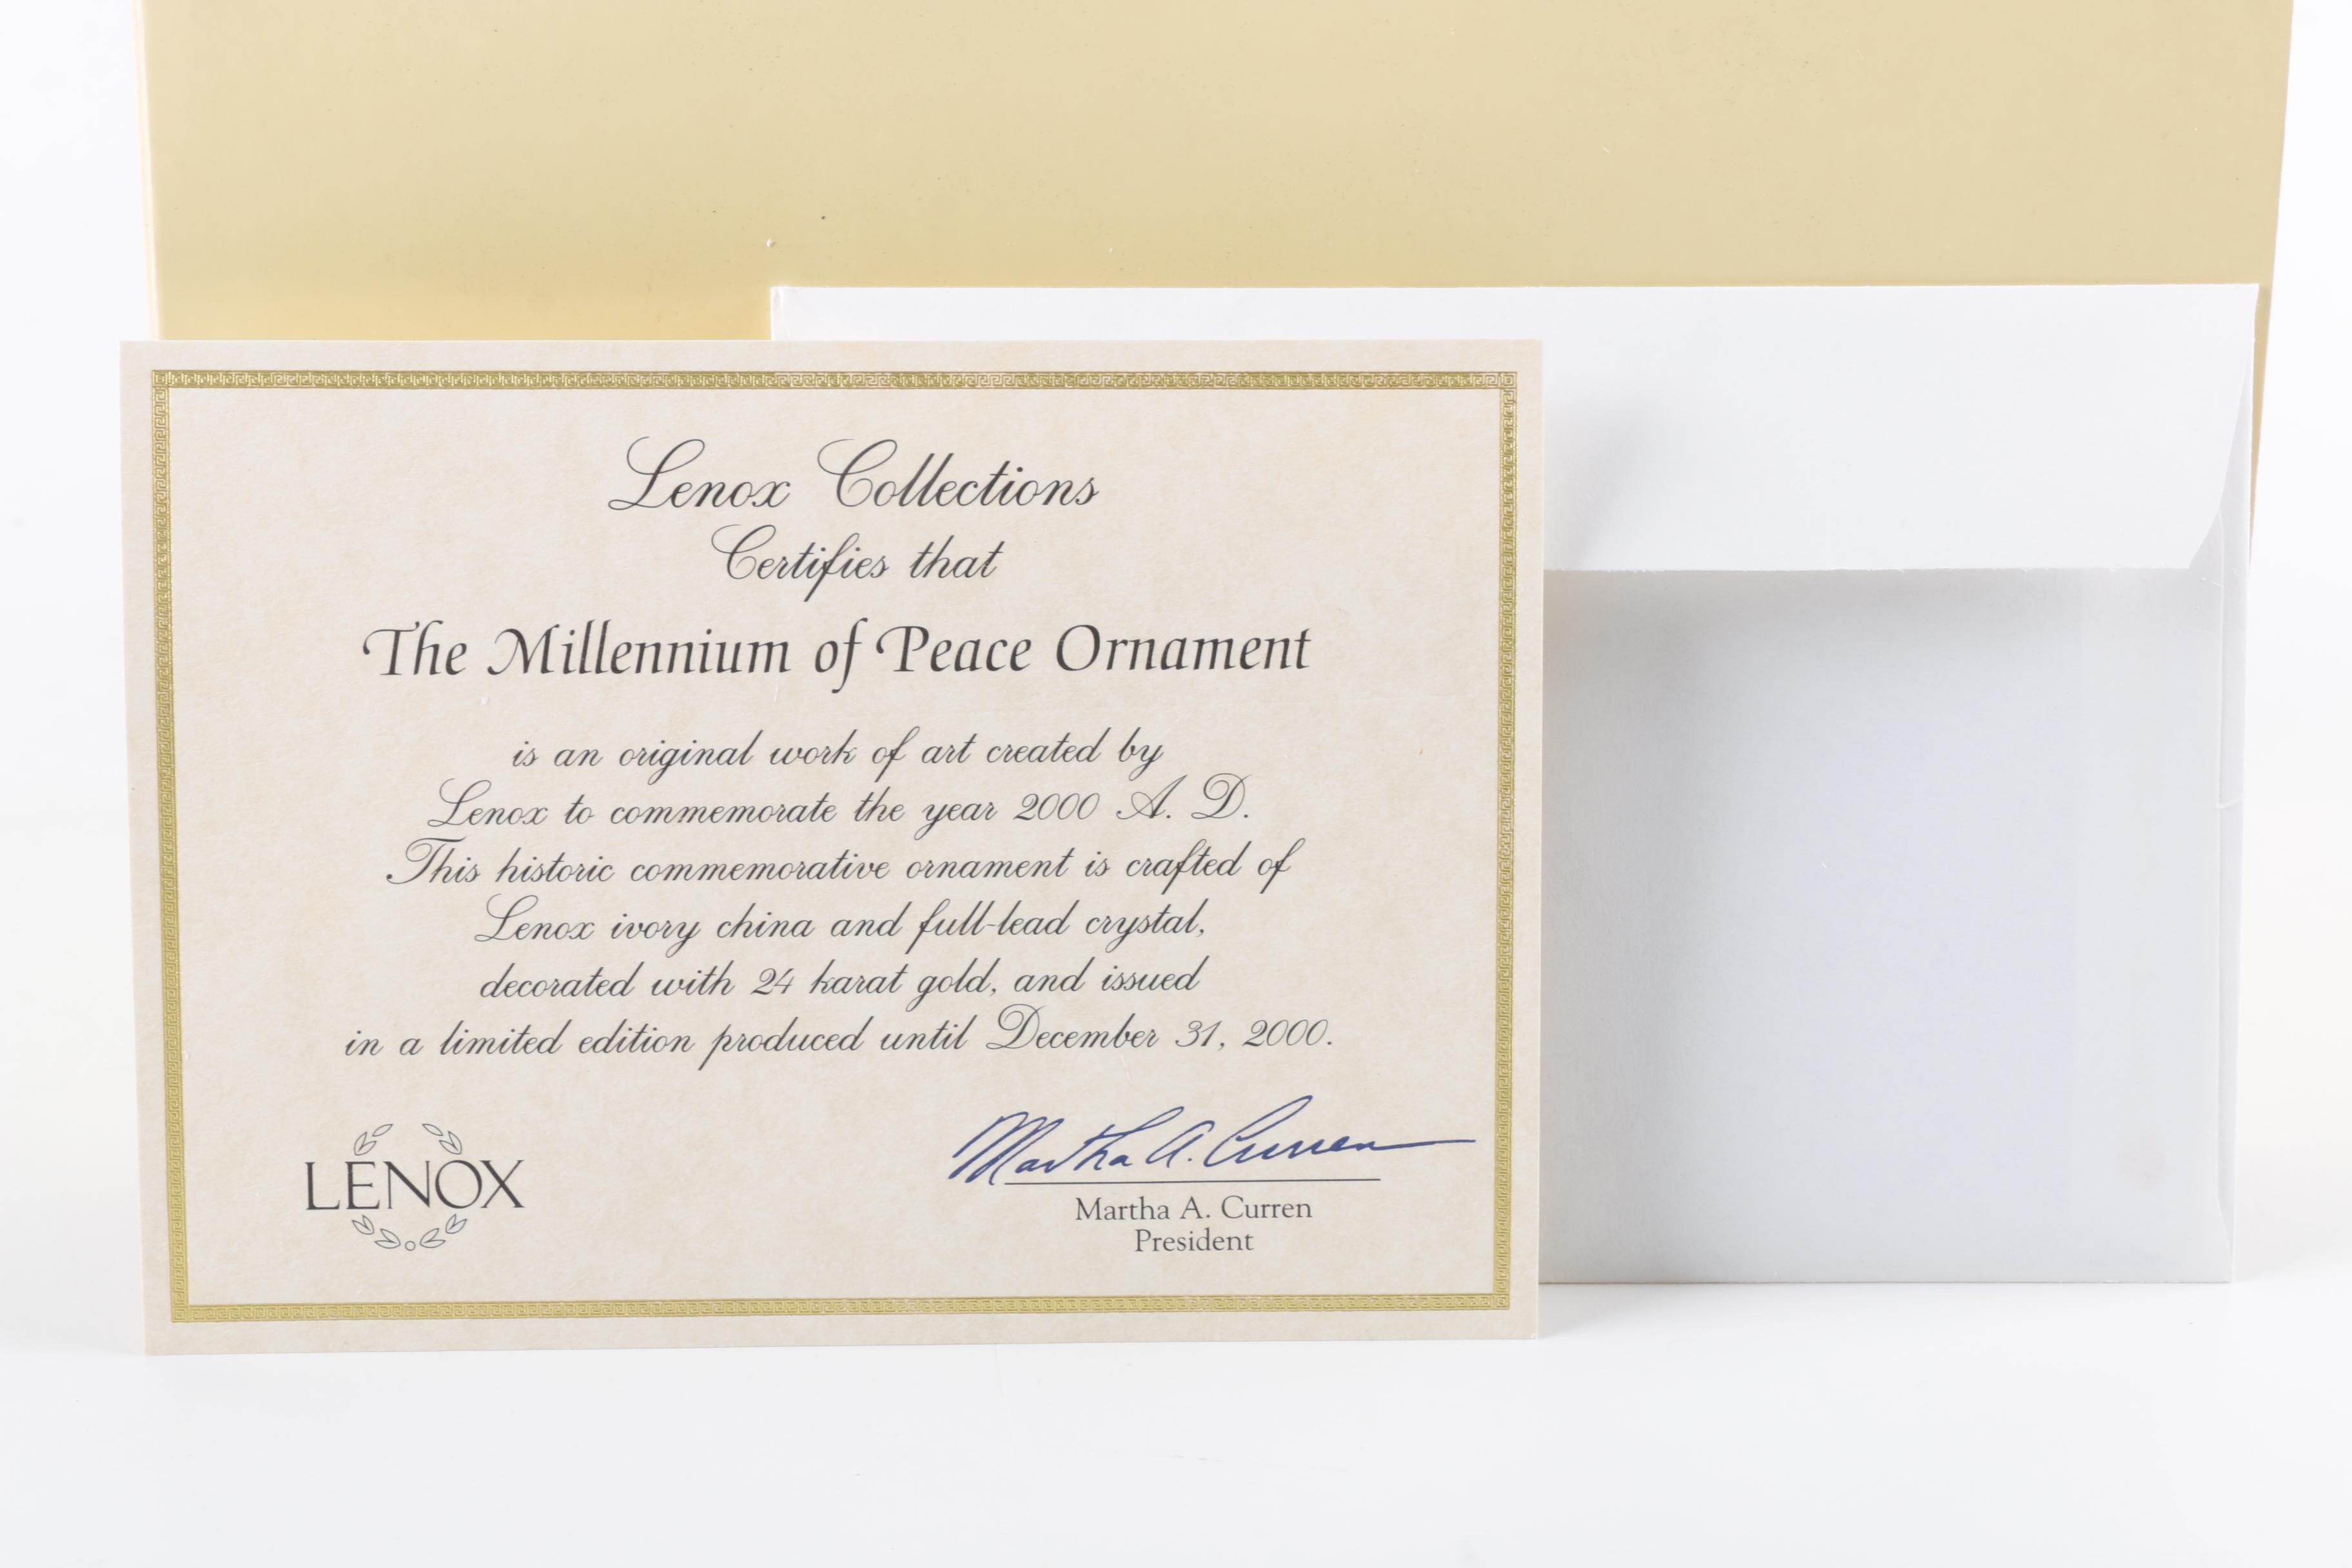 Lenox Collections
Certifies that
The Millennium of Peace Ornament
is an original work of art created by
Lenox to commemorate the year 2000 A. D.
This historic commemorative ornament is crafted of
Lenox ivory china and full-lead crystal,
decorated with 24 karat gold, and issued
in a limited edition produced until December 31, 2000.
LENOX
Martha A. Curren
Martha A. Curren
President